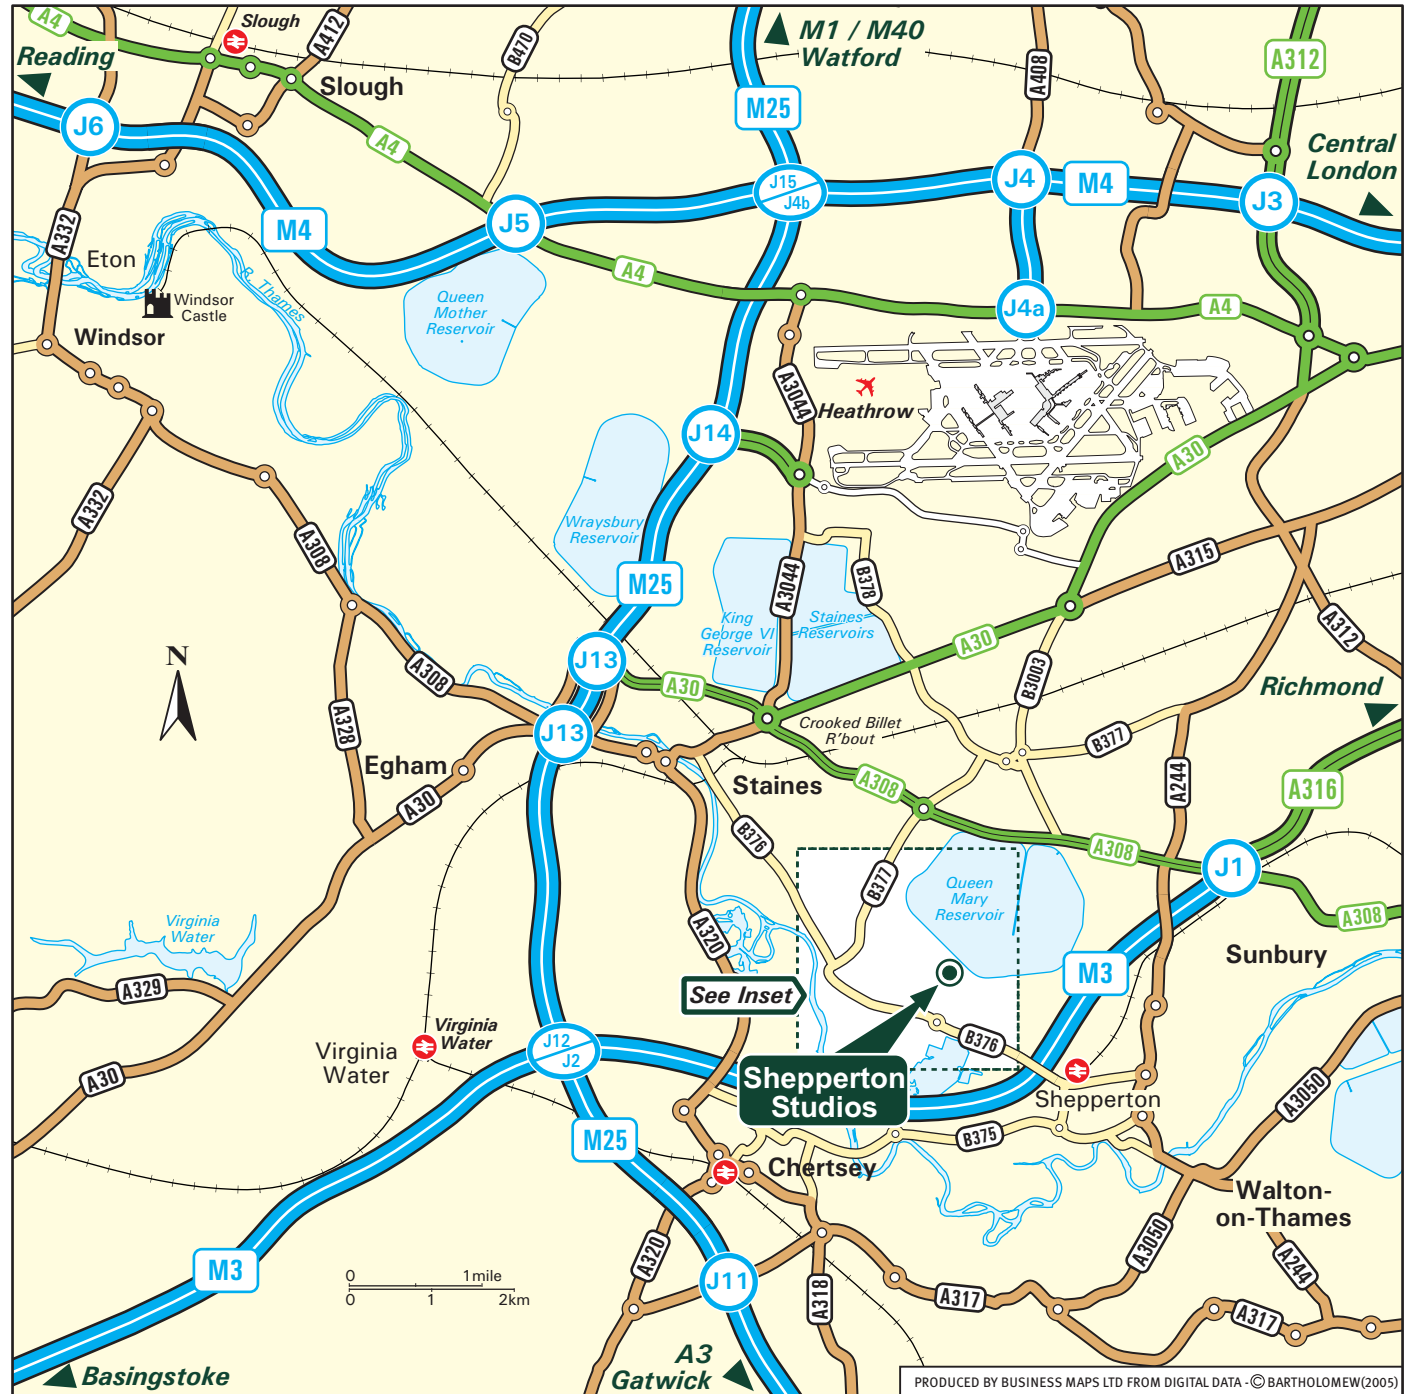 A4
Slough
A412
B470
M1 / M40
Watford
A408
A312
Reading
Slough
M25
J6
A4
Central
London
J15
J4b
J4
M4
J3
A332
M4
J5
Eton
R. Thames
A4
Windsor
Castle
Queen
Mother
Reservoir
J4a
A4
Windsor
A3044
Heathrow
J14
A30
A332
Wraysbury
Reservoir
A308
M25
A3044
B378
A315
King
George VI
Reservoir
Staines
Reservoirs
A312
N
J13
A30
A30
B3003
A308
Richmond
A328
J13
Crooked Billet
R'bout
B377
Egham
A30
Staines
A308
A244
A316
B376
A308
J1
B377
Queen
Mary
Reservoir
Virginia
Water
A320
A308
Sunbury
A329
See Inset
M3
Virginia
Water
Virginia
Water
J12
J2
B376
A30
Shepperton
Studios
Shepperton
A3050
M25
B375
Chertsey
Walton-
on-Thames
M3
A320
A3050
A244
0 1mile
0 1 2km
J11
A318
A317
A317
Basingstoke
A3
Gatwick
PRODUCED BY BUSINESS MAPS LTD FROM DIGITAL DATA - © BARTHOLOMEW(2005)